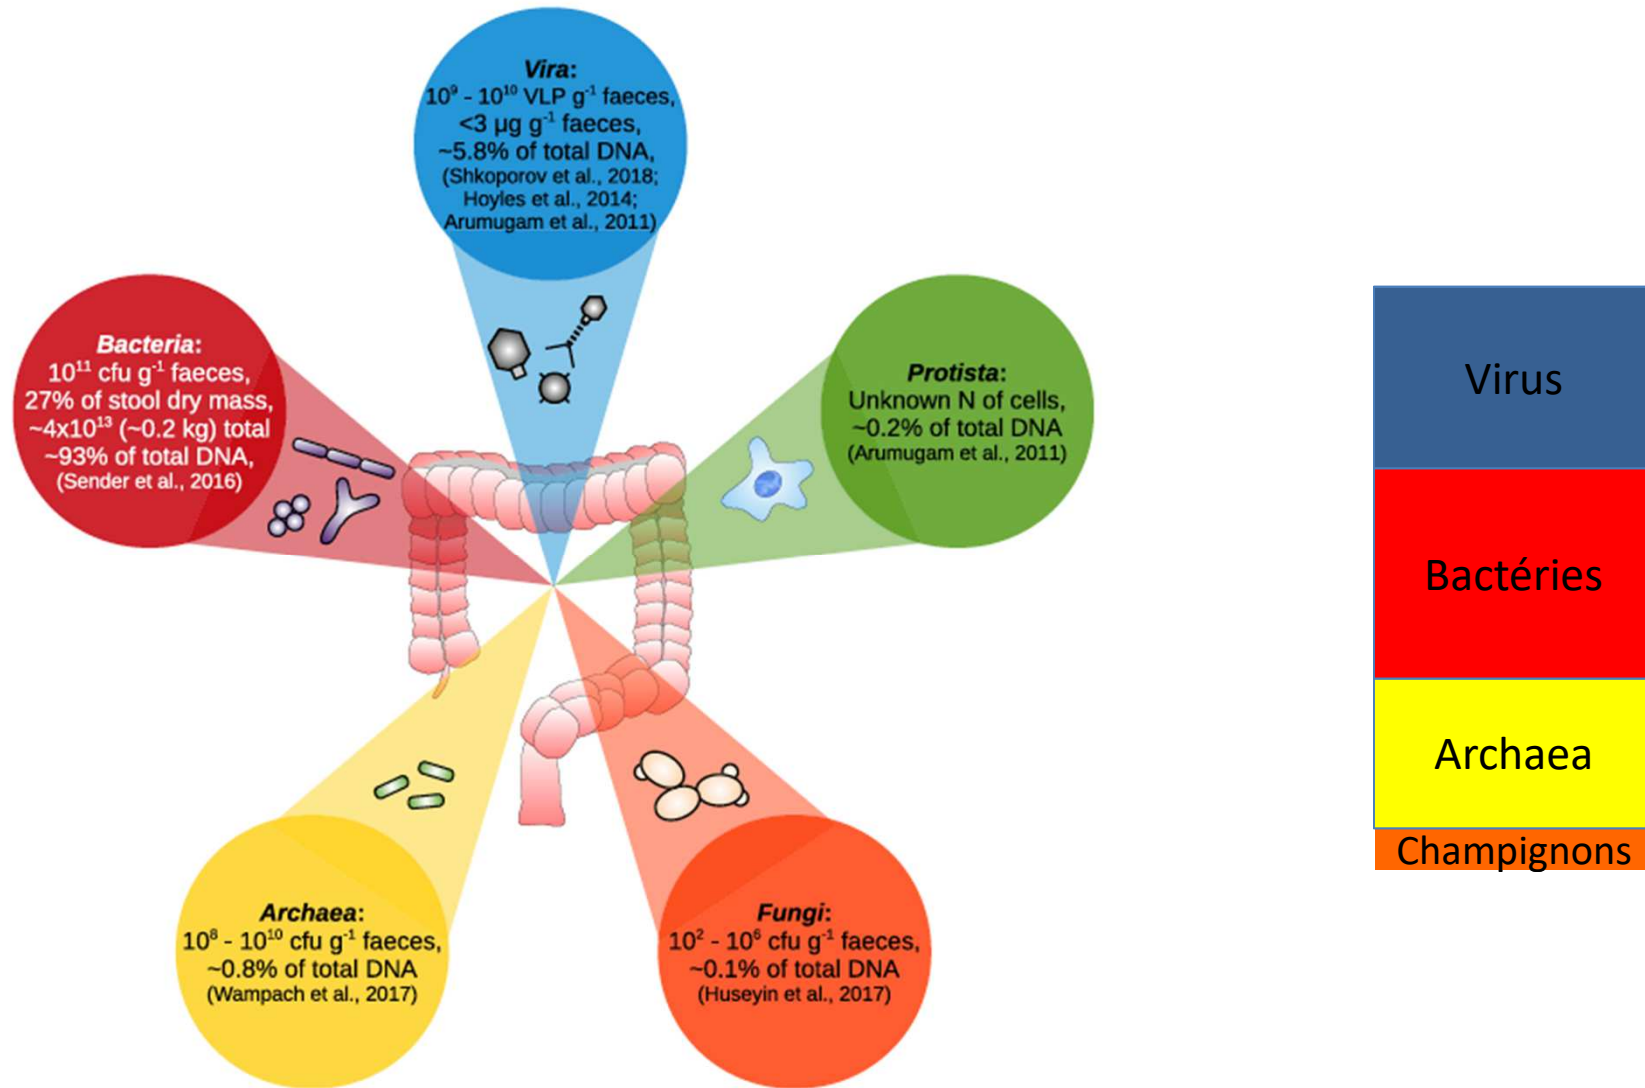 Vira:
10⁹ - 10¹⁰ VLP g⁻¹ faeces,
<3 µg g⁻¹ faeces,
~5.8% of total DNA,
(Shkoporov et al., 2018;
Hoyles et al., 2014;
Arumugam et al., 2011)
Bacteria:
10¹¹ cfu g⁻¹ faeces,
27% of stool dry mass,
~4x10¹³ (~0.2 kg) total
~93% of total DNA,
(Sender et al., 2016)
Protista:
Unknown N of cells,
~0.2% of total DNA
(Arumugam et al., 2011)
Archaea:
10⁸ - 10¹⁰ cfu g⁻¹ faeces,
~0.8% of total DNA
(Wampach et al., 2017)
Fungi:
10² - 10⁶ cfu g⁻¹ faeces,
~0.1% of total DNA
(Huseyin et al., 2017)
Virus
Bactéries
Archaea
Champignons